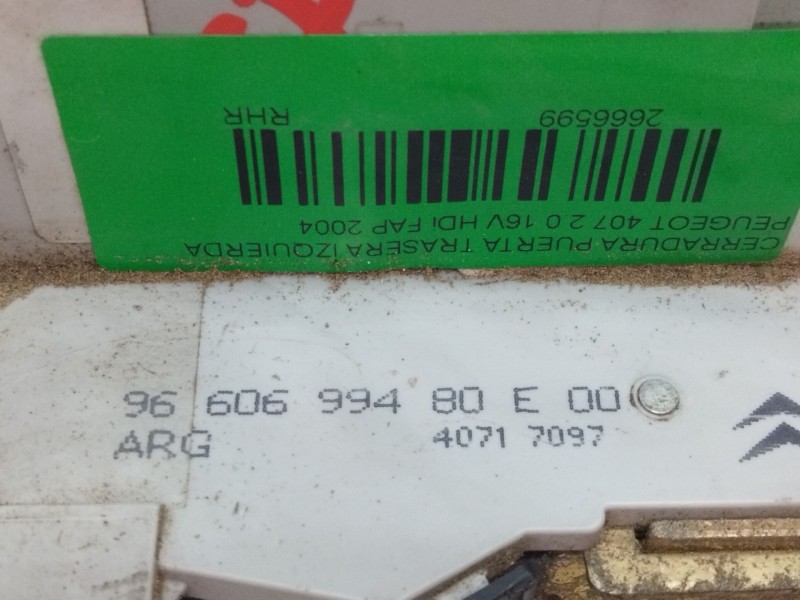 CERRADURA PUERTA TRASERA IZQUIERDA
PEUGEOT 407 2.0 16V HDi FAP 2004
2666599 RHR
96 606 994 80 E 00
ARG 4071 7097